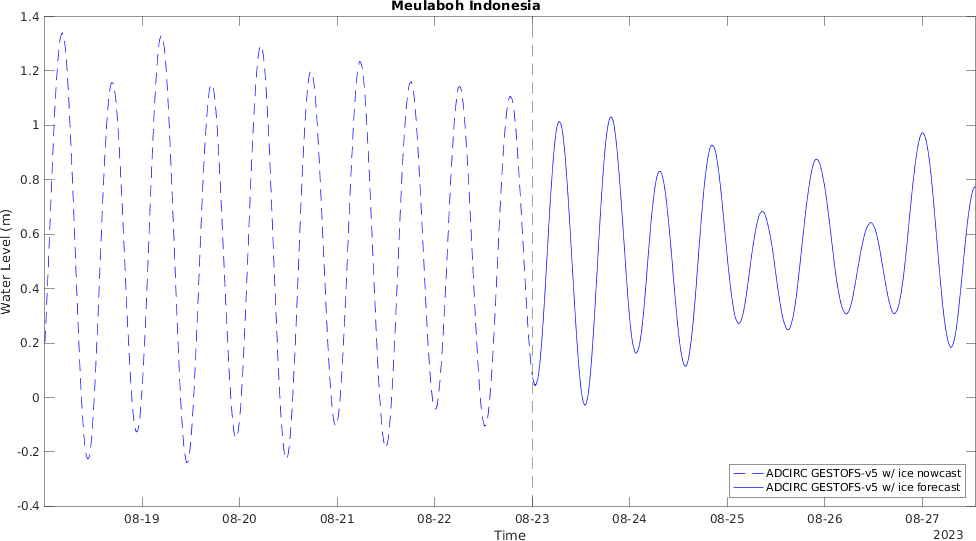 Meulaboh Indonesia
1.4
1.2
1
0.8
0.6
0.4
0.2
0
-0.2
-0.4
Water Level (m)
ADCIRC GESTOFS-v5 w/ ice nowcast
ADCIRC GESTOFS-v5 w/ ice forecast
08-19 08-20 08-21 08-22 08-23 08-24 08-25 08-26 08-27
Time
2023